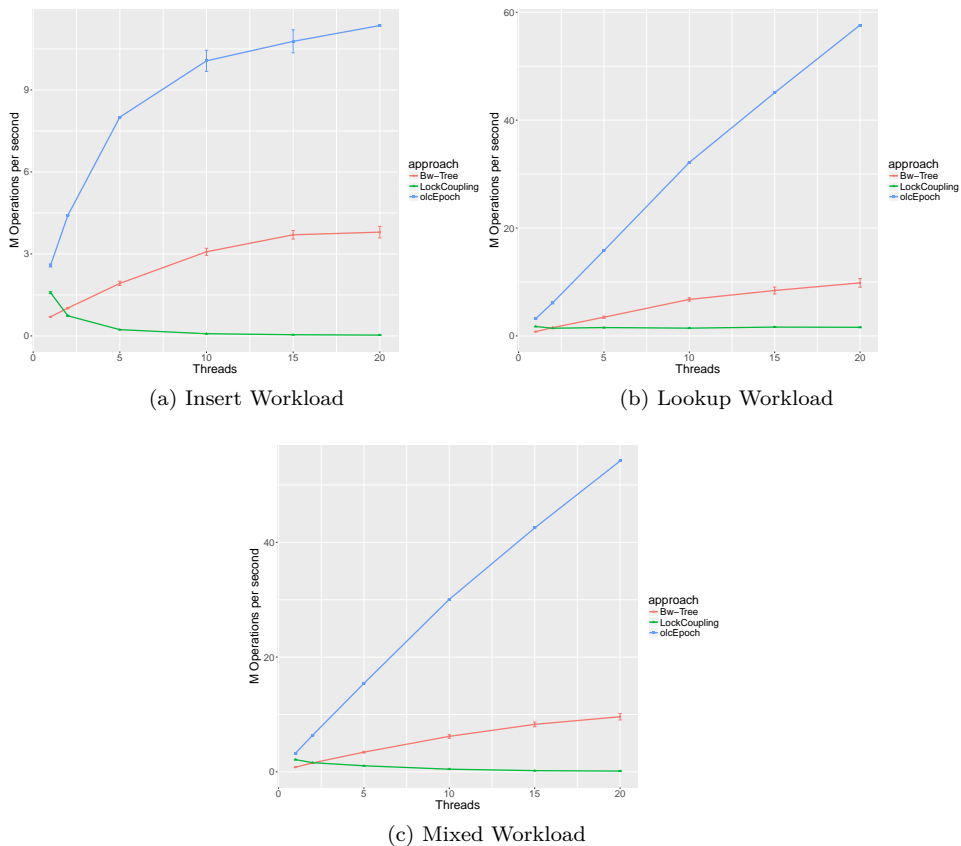 M Operations per second
9
6
3
0
0
5
10
15
20
Threads
approach
Bw-Tree
LockCoupling
olcEpoch
(a) Insert Workload
M Operations per second
60
40
20
0
0
5
10
15
20
Threads
approach
Bw-Tree
LockCoupling
olcEpoch
(b) Lookup Workload
M Operations per second
40
20
0
0
5
10
15
20
Threads
approach
Bw-Tree
LockCoupling
olcEpoch
(c) Mixed Workload